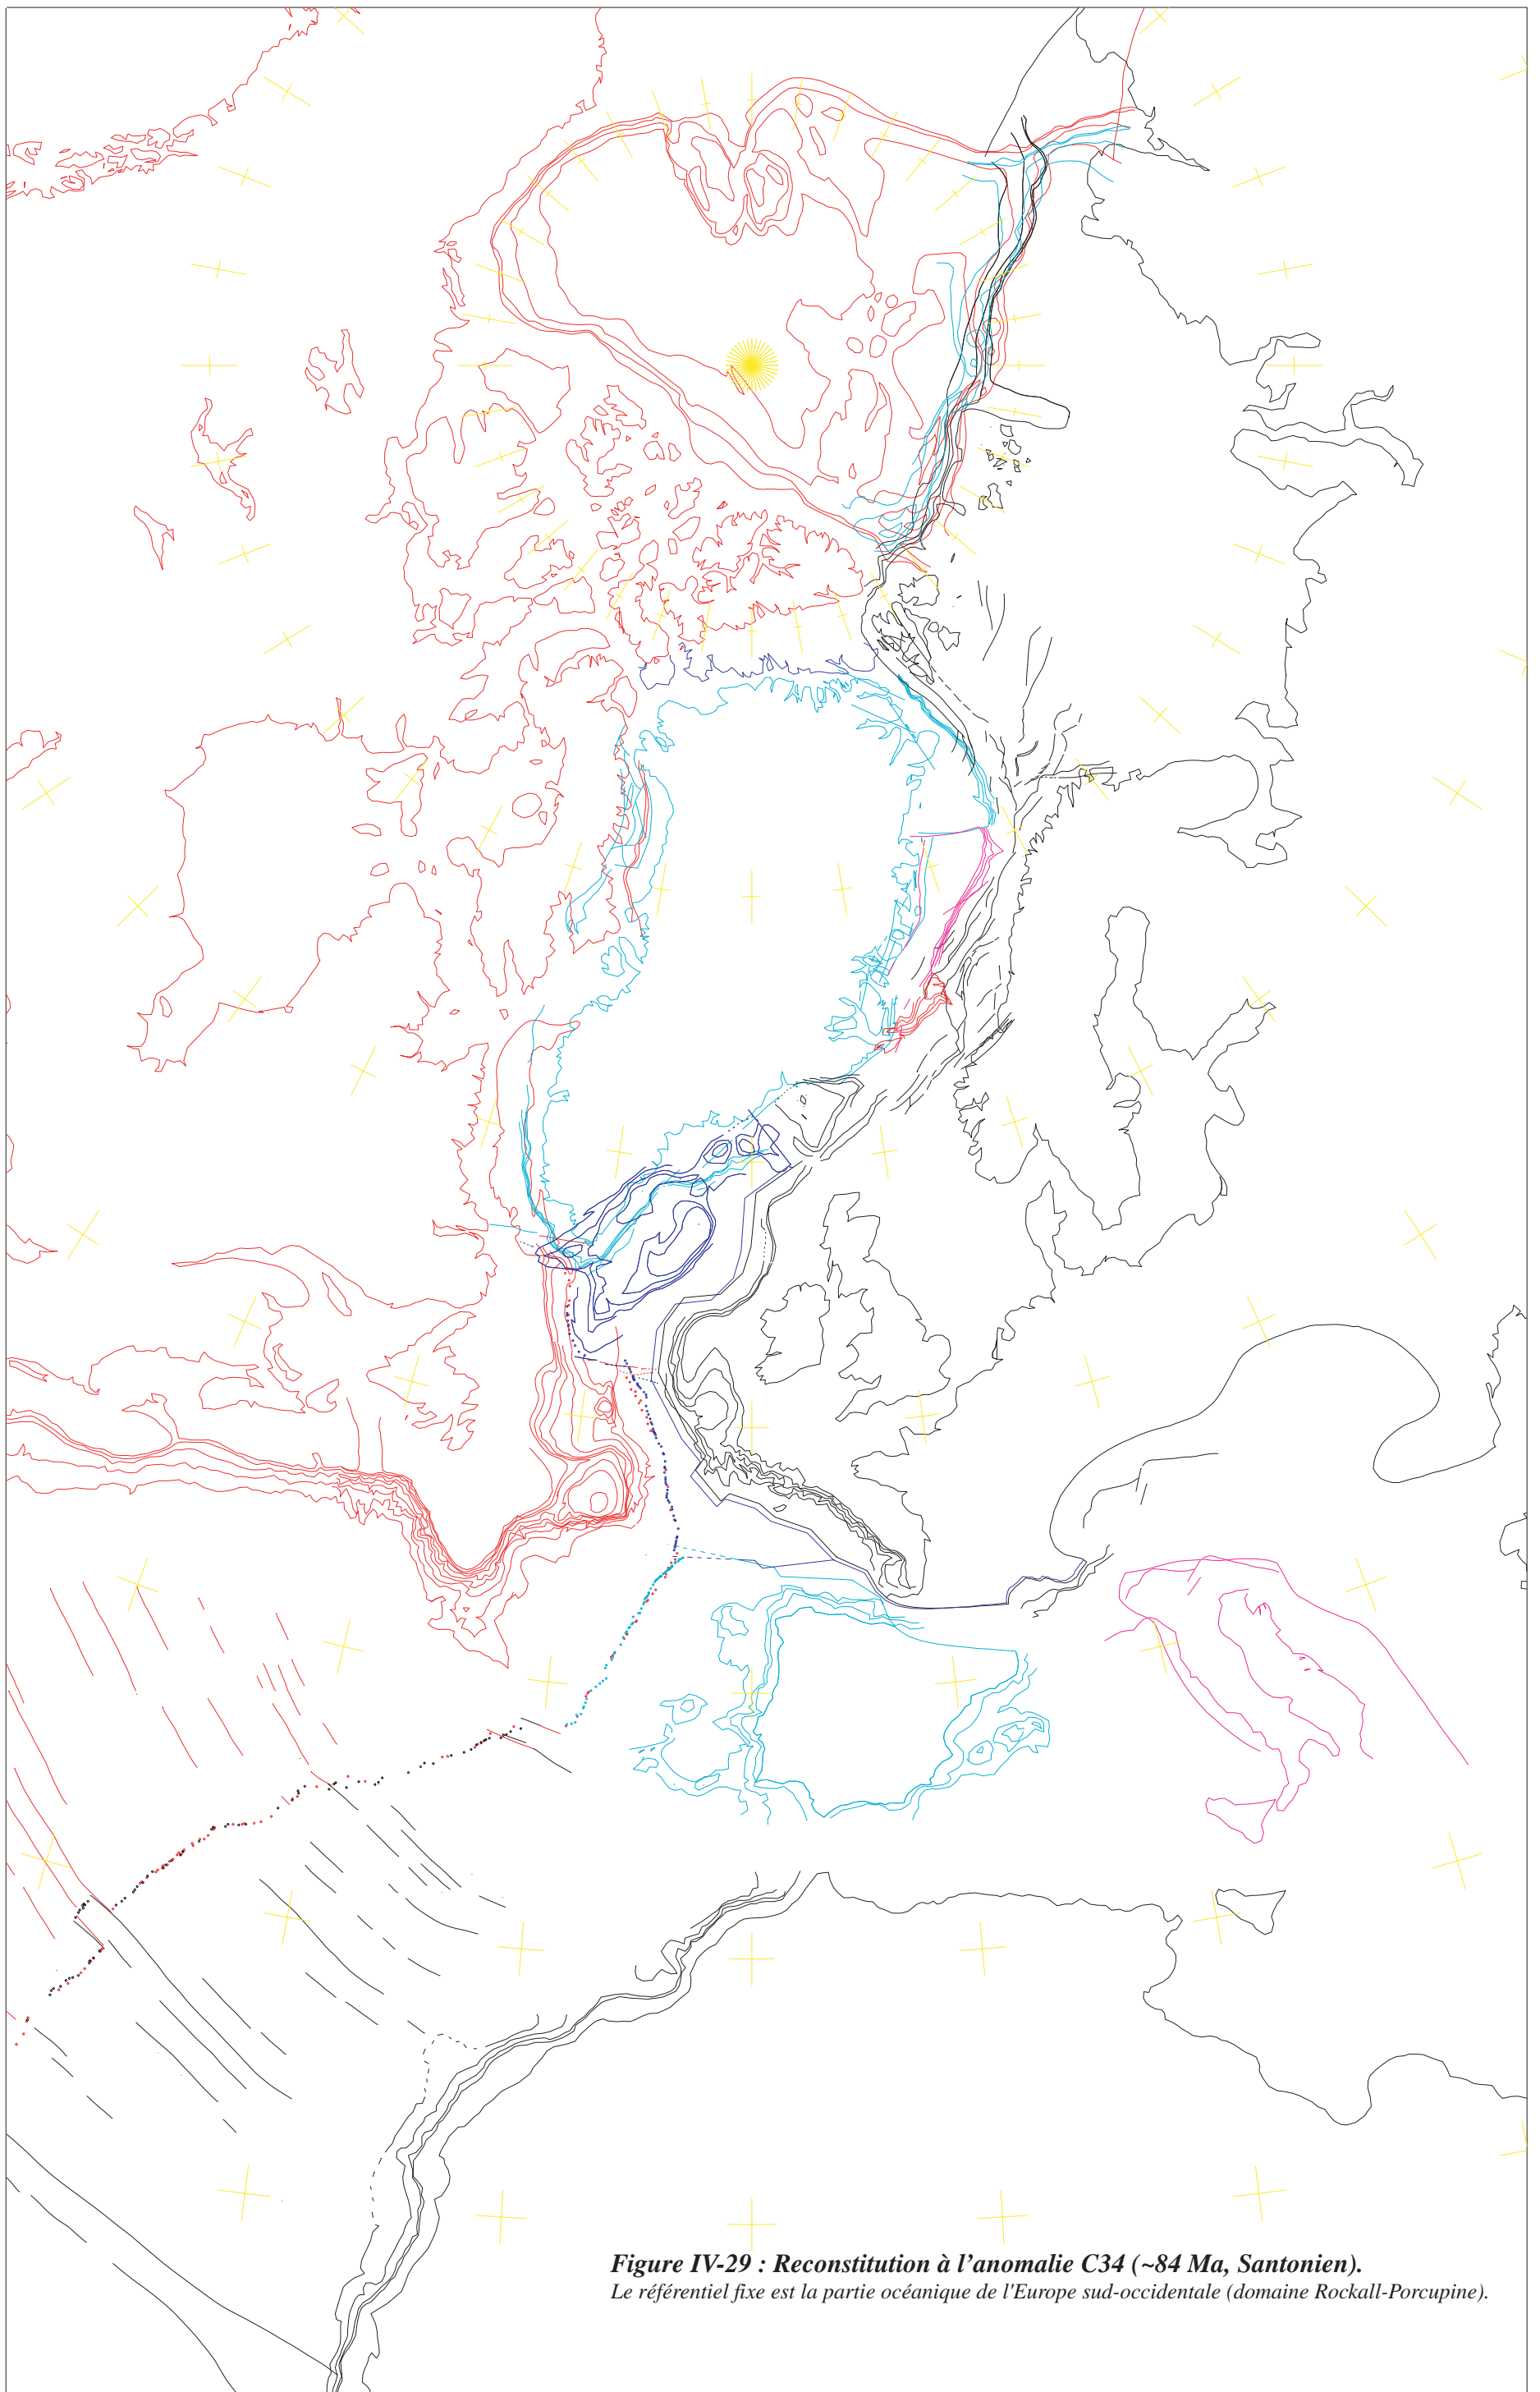 Figure IV-29 : Reconstitution à l’anomalie C34 (~84 Ma, Santonien).
Le référentiel fixe est la partie océanique de l'Europe sud-occidentale (domaine Rockall-Porcupine).